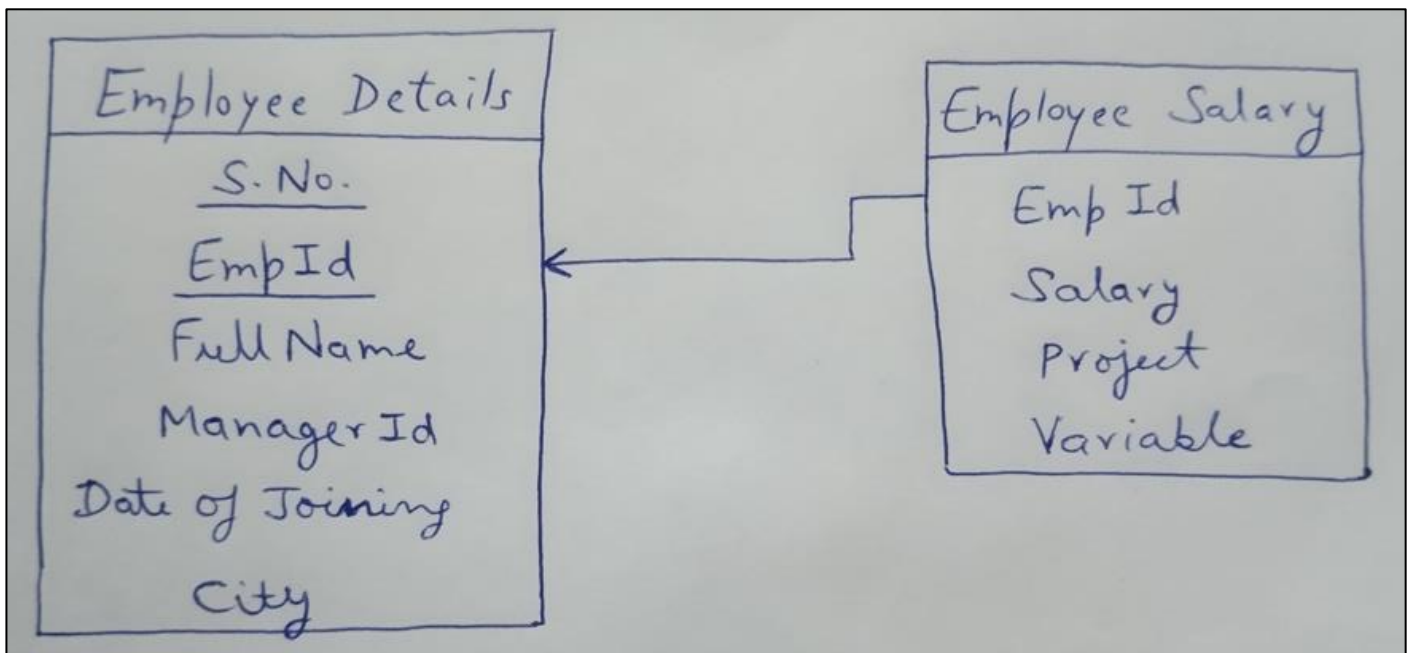 Employee Details
S.No.
EmpId
Full Name
Manager Id
Date of Joining
City
Employee Salary
Emp Id
Salary
Project
Variable